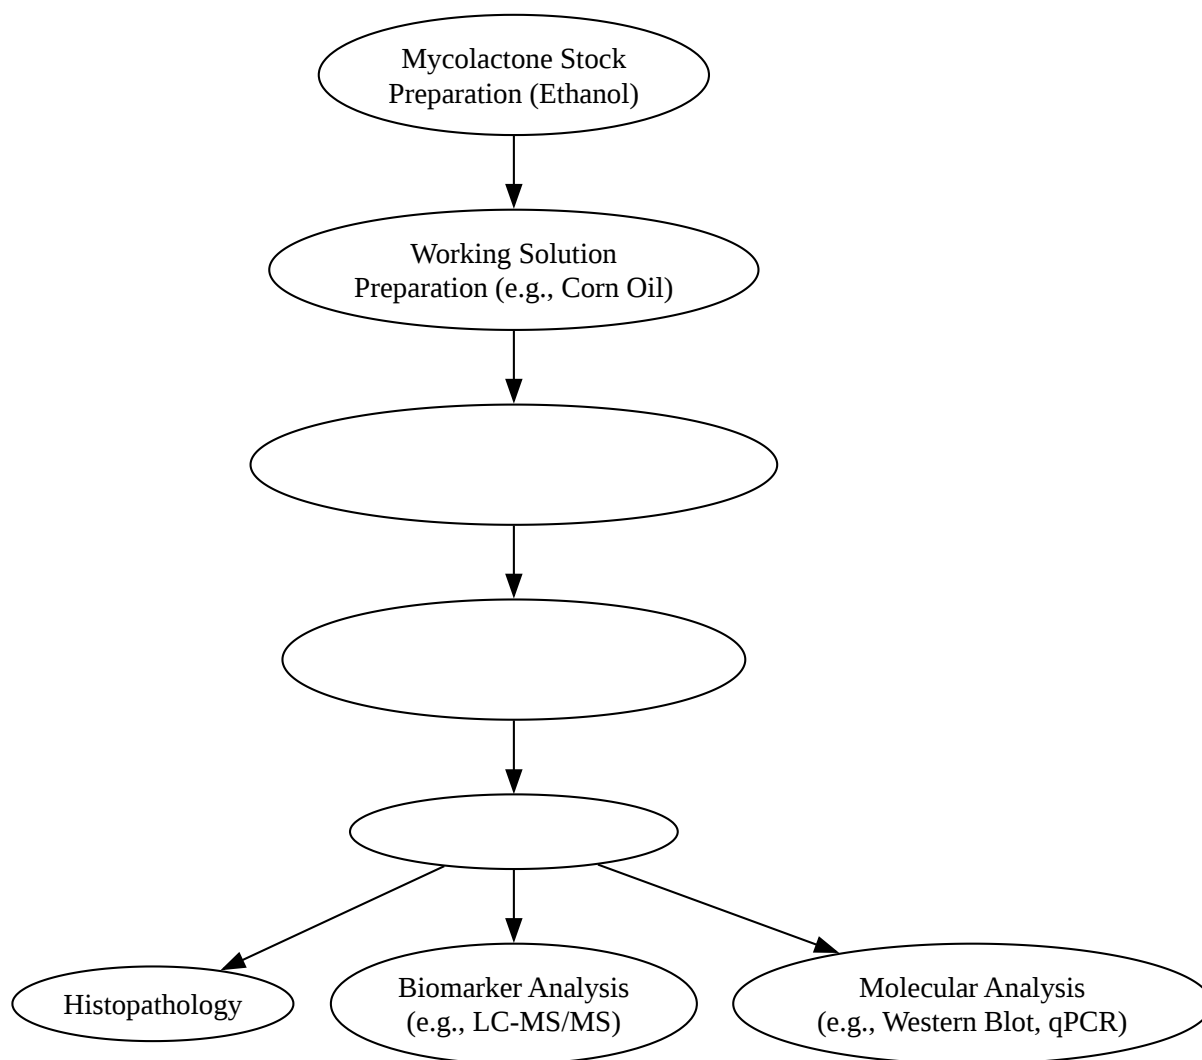 Mycolactone Stock
Preparation (Ethanol)
Working Solution
Preparation (e.g., Corn Oil)
Histopathology
Biomarker Analysis
(e.g., LC-MS/MS)
Molecular Analysis
(e.g., Western Blot, qPCR)